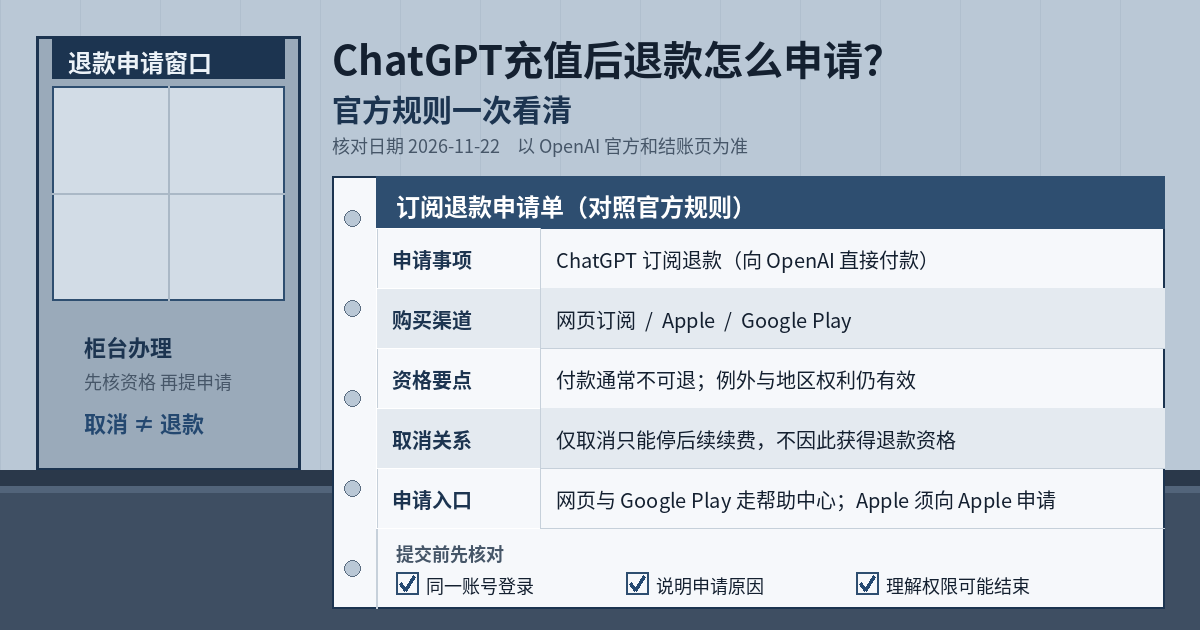 退款申请窗口
柜台办理
先核资格 再提申请
取消 ≠ 退款
ChatGPT充值后退款怎么申请？
官方规则一次看清
核对日期 2026-11-22 以 OpenAI 官方和结账页为准
订阅退款申请单（对照官方规则）
申请事项 ChatGPT 订阅退款（向 OpenAI 直接付款）
购买渠道 网页订阅 / Apple / Google Play
资格要点 付款通常不可退；例外与地区权利仍有效
取消关系 仅取消只能停后续续费，不因此获得退款资格
申请入口 网页与 Google Play 走帮助中心；Apple 须向 Apple 申请
提交前先核对
同一账号登录 说明申请原因 理解权限可能结束